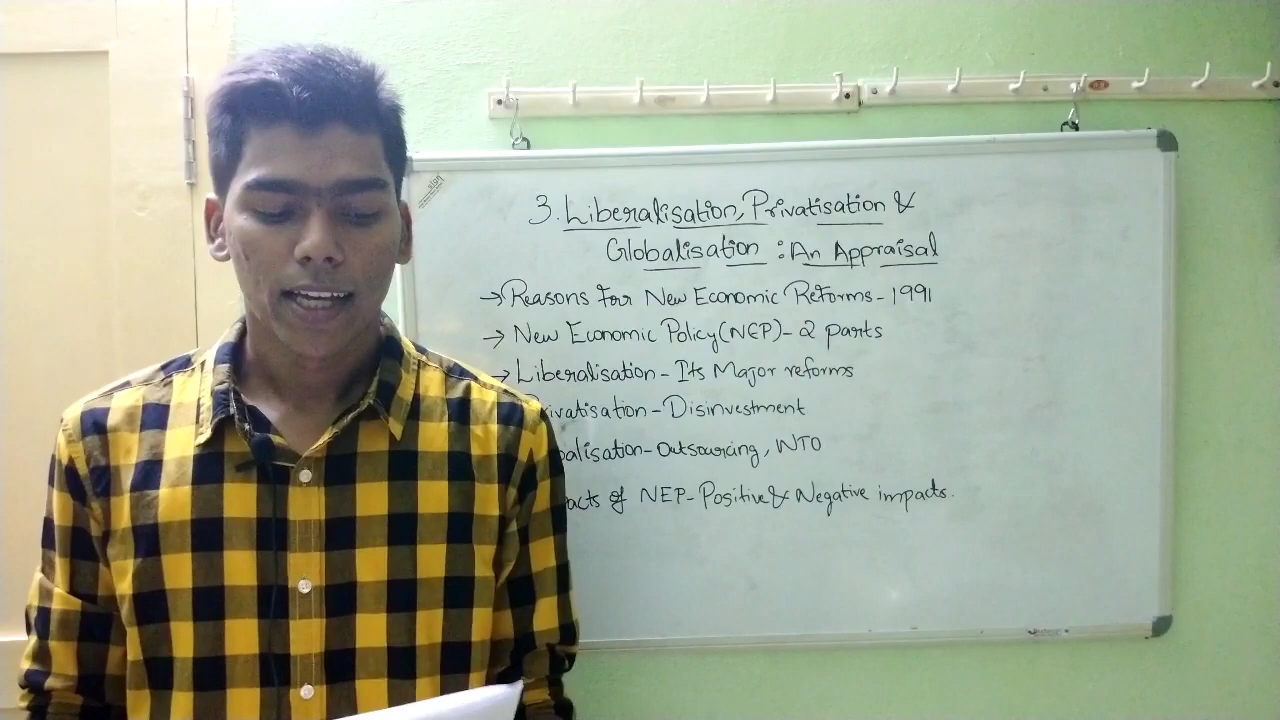 3. Liberalisation, Privatisation &
Globalisation : An Appraisal
→ Reasons for New Economic Reforms - 1991
→ New Economic Policy (NEP) - 2 parts
→ Liberalisation - Its Major reforms
rivatisation - Disinvestment
balisation - Outsourcing, WTO
acts of NEP - Positive & Negative impacts.